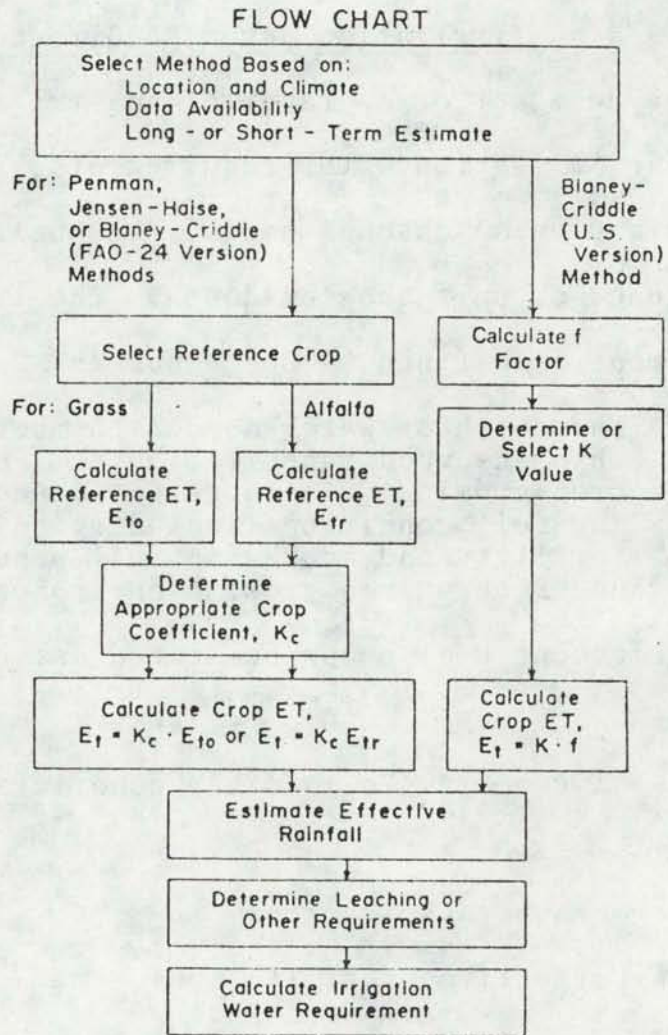 FLOW CHART
Select Method Based on:
Location and Climate
Data Availability
Long - or Short - Term Estimate
For: Penman,
Jensen-Haise,
or Blaney-Criddle
(FAO-24 Version)
Methods
Blaney-
Criddle
(U.S.
Version)
Method
Select Reference Crop
Calculate f
Factor
For: Grass
Alfalfa
Determine or
Select K
Value
Calculate
Reference ET,
Eto
Calculate
Reference ET,
Etr
Determine
Appropriate Crop
Coefficient, Kc
Calculate Crop ET,
Et = Kc · Eto or Et = Kc Etr
Calculate
Crop ET,
Et = K · f
Estimate Effective
Rainfall
Determine Leaching or
Other Requirements
Calculate Irrigation
Water Requirement